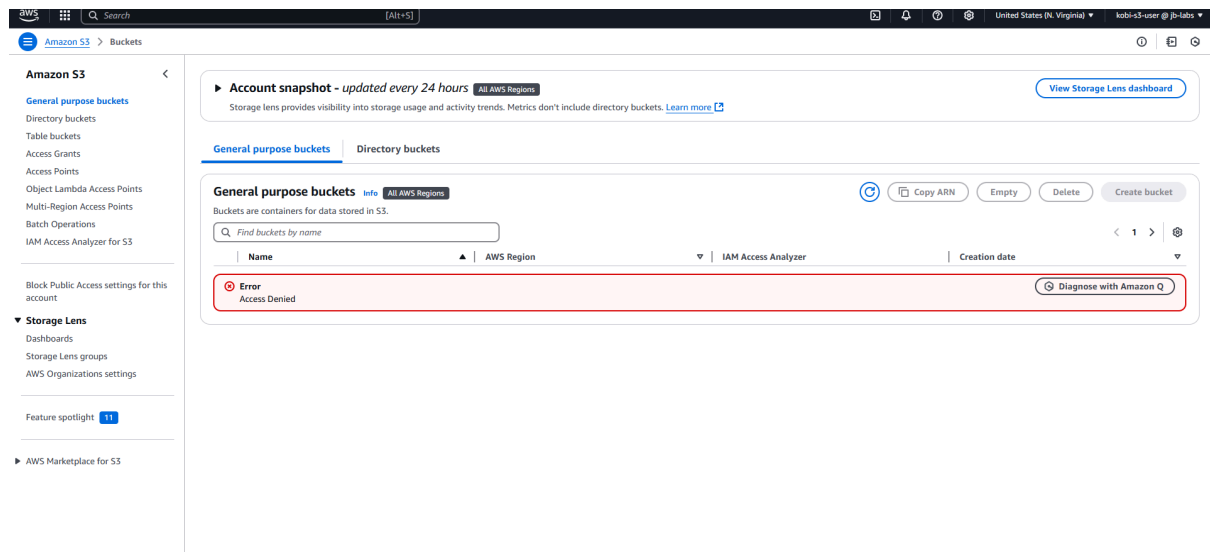 aws
Search [Alt+S]
United States (N. Virginia) ▼
kobi-s3-user @ jb-labs ▼
Amazon S3 > Buckets
Amazon S3
General purpose buckets
Directory buckets
Table buckets
Access Grants
Access Points
Object Lambda Access Points
Multi-Region Access Points
Batch Operations
IAM Access Analyzer for S3
Block Public Access settings for this
account
Storage Lens
Dashboards
Storage Lens groups
AWS Organizations settings
Feature spotlight 11
AWS Marketplace for S3
Account snapshot - updated every 24 hours All AWS Regions
Storage lens provides visibility into storage usage and activity trends. Metrics don't include directory buckets. Learn more
View Storage Lens dashboard
General purpose buckets Directory buckets
General purpose buckets Info All AWS Regions
Copy ARN Empty Delete Create bucket
Buckets are containers for data stored in S3.
Find buckets by name
< 1 >
Name AWS Region IAM Access Analyzer Creation date
Error
Access Denied
Diagnose with Amazon Q